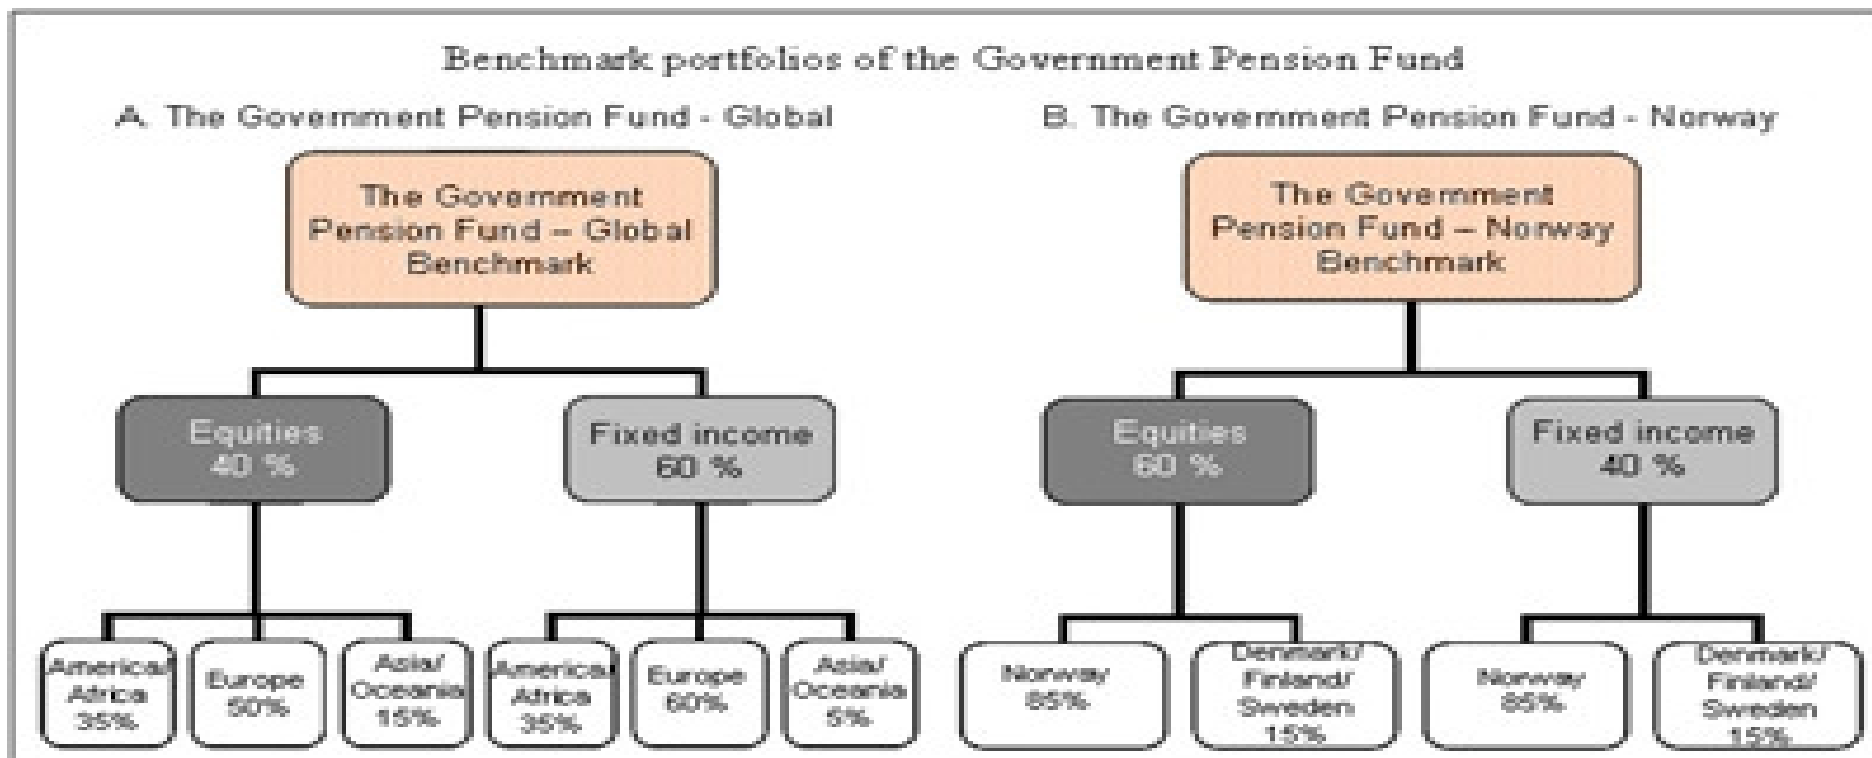 Benchmark portfolios of the Government Pension Fund
A. The Government Pension Fund - Global
The Government
Pension Fund – Global
Benchmark
Equities
40 %
Fixed income
60 %
America/
Africa
35%
Europe
50%
Asia/
Oceania
15%
America/
Africa
35%
Europe
60%
Asia/
Oceania
5%
B. The Government Pension Fund - Norway
The Government
Pension Fund – Norway
Benchmark
Equities
60 %
Fixed income
40 %
Norway
85%
Denmark/
Finland/
Sweden
15%
Norway
85%
Denmark/
Finland/
Sweden
15%